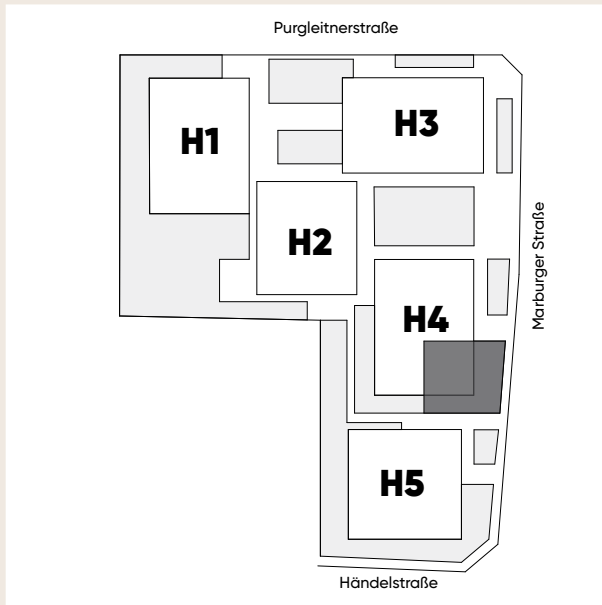 Purgleitnerstraße
H1
H3
H2
Marburger Straße
H4
H5
Händelstraße